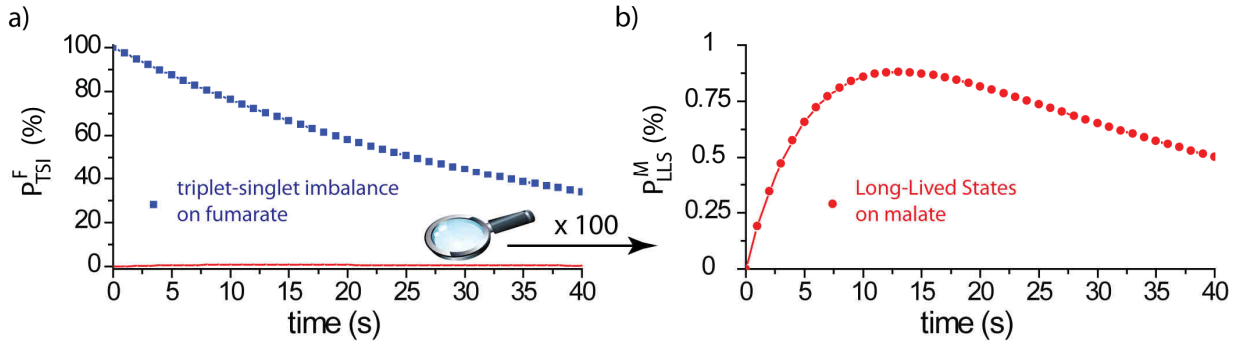 a)
100
80
60
40
20
0
P^F_TSI (%)
triplet-singlet imbalance
on fumarate
x 100
0 5 10 15 20 25 30 35 40
time (s)
b)
1
0.75
0.5
0.25
0
P^M_LLS (%)
Long-Lived States
on malate
0 5 10 15 20 25 30 35 40
time (s)